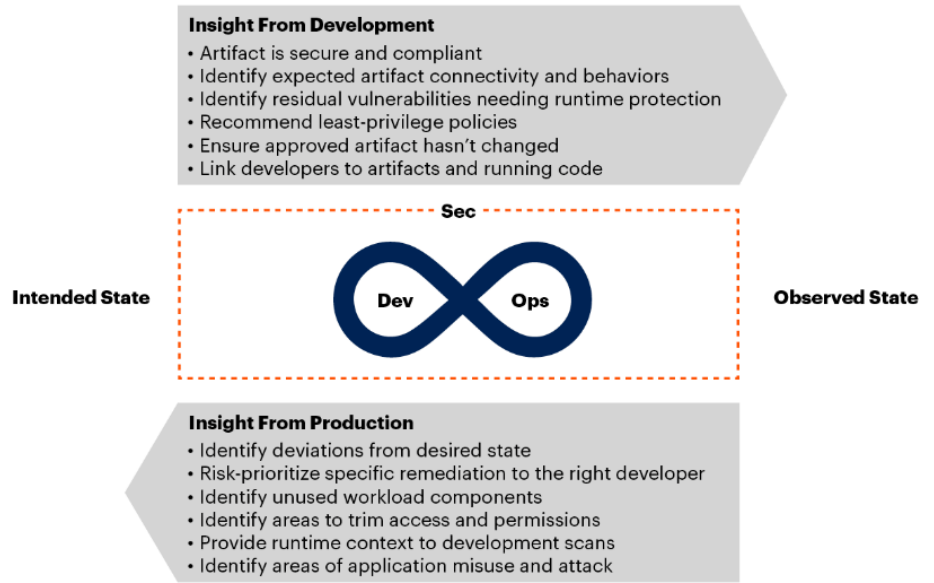 Insight From Development
• Artifact is secure and compliant
• Identify expected artifact connectivity and behaviors
• Identify residual vulnerabilities needing runtime protection
• Recommend least-privilege policies
• Ensure approved artifact hasn’t changed
• Link developers to artifacts and running code
Sec
Intended State
Dev
Ops
Observed State
Insight From Production
• Identify deviations from desired state
• Risk-prioritize specific remediation to the right developer
• Identify unused workload components
• Identify areas to trim access and permissions
• Provide runtime context to development scans
• Identify areas of application misuse and attack